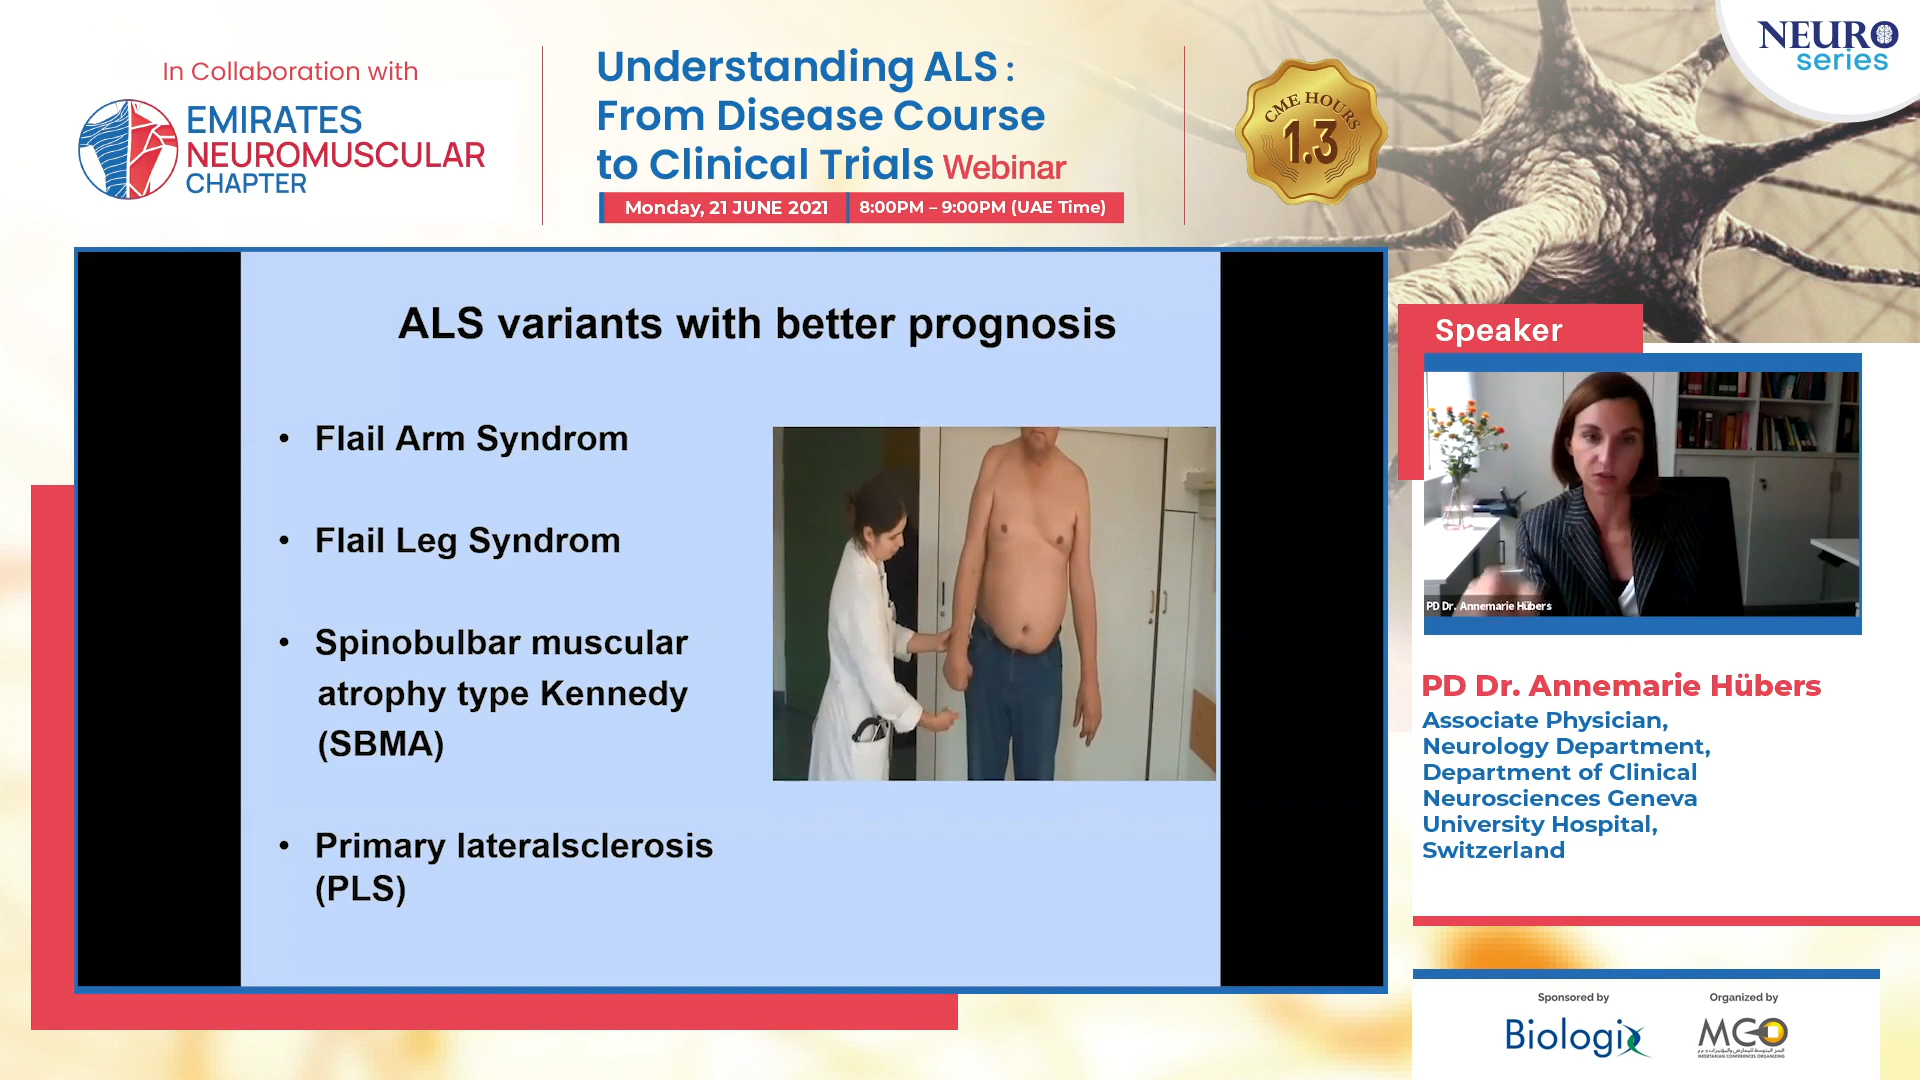 In Collaboration with
EMIRATES
NEUROMUSCULAR
CHAPTER
Understanding ALS :
From Disease Course
to Clinical Trials Webinar
Monday, 21 JUNE 2021
8:00PM – 9:00PM (UAE Time)
CME HOURS
1.3
NEURO
series
ALS variants with better prognosis
• Flail Arm Syndrom
• Flail Leg Syndrom
• Spinobulbar muscular
atrophy type Kennedy
(SBMA)
• Primary lateralsclerosis
(PLS)
Speaker
PD Dr. Annemarie Hübers
PD Dr. Annemarie Hübers
Associate Physician,
Neurology Department,
Department of Clinical
Neurosciences Geneva
University Hospital,
Switzerland
Sponsored by
Biologix
Organized by
MCO
MEDITERIAN CONFERENCES ORGANIZING